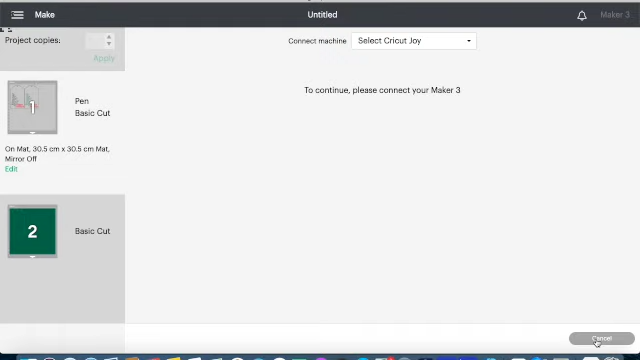 Make
Untitled
Maker 3
Project copies:
Connect machine
Select Cricut Joy
Apply
To continue, please connect your Maker 3
1
Pen
Basic Cut
On Mat, 30.5 cm x 30.5 cm Mat,
Mirror Off
Edit
2
Basic Cut
Cancel